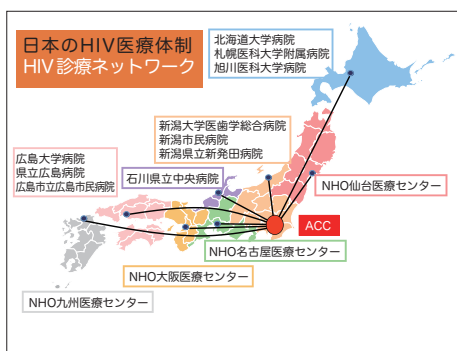 日本のHIV医療体制
HIV診療ネットワーク
北海道大学病院
札幌医科大学附属病院
旭川医科大学病院
新潟大学医歯学総合病院
新潟市民病院
新潟県立新発田病院
広島大学病院
県立広島病院
広島市立広島市民病院
石川県立中央病院
NHO仙台医療センター
ACC
NHO名古屋医療センター
NHO大阪医療センター
NHO九州医療センター